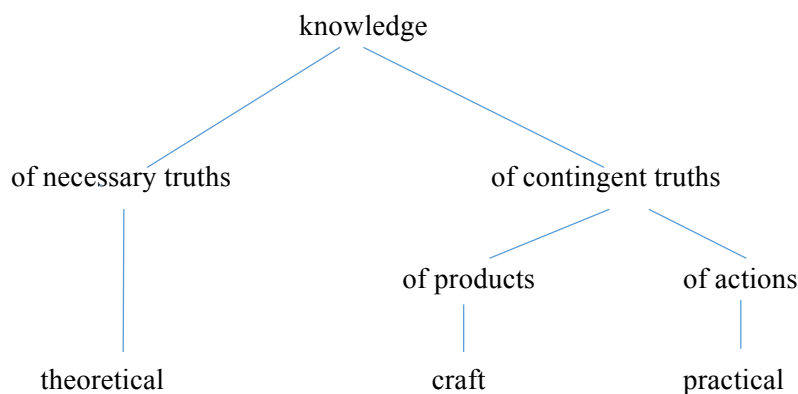 knowledge
of necessary truths
of contingent truths
of products
of actions
theoretical
craft
practical